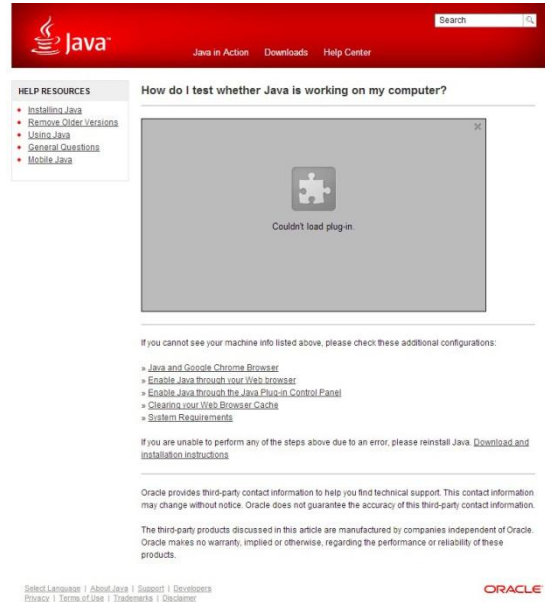 Java™
Search
Java in Action Downloads Help Center
HELP RESOURCES
Installing Java
Remove Older Versions
Using Java
General Questions
Mobile Java
How do I test whether Java is working on my computer?
Couldn't load plug-in.
If you cannot see your machine info listed above, please check these additional configurations:
» Java and Google Chrome Browser
» Enable Java through your Web browser
» Enable Java through the Java Plug-in Control Panel
» Clearing your Web Browser Cache
» System Requirements
If you are unable to perform any of the steps above due to an error, please reinstall Java. Download and
installation instructions
Oracle provides third-party contact information to help you find technical support. This contact information
may change without notice. Oracle does not guarantee the accuracy of this third-party contact information.
The third-party products discussed in this article are manufactured by companies independent of Oracle.
Oracle makes no warranty, implied or otherwise, regarding the performance or reliability of these
products.
Select Language | About Java | Support | Developers
Privacy | Terms of Use | Trademarks | Disclaimer
ORACLE